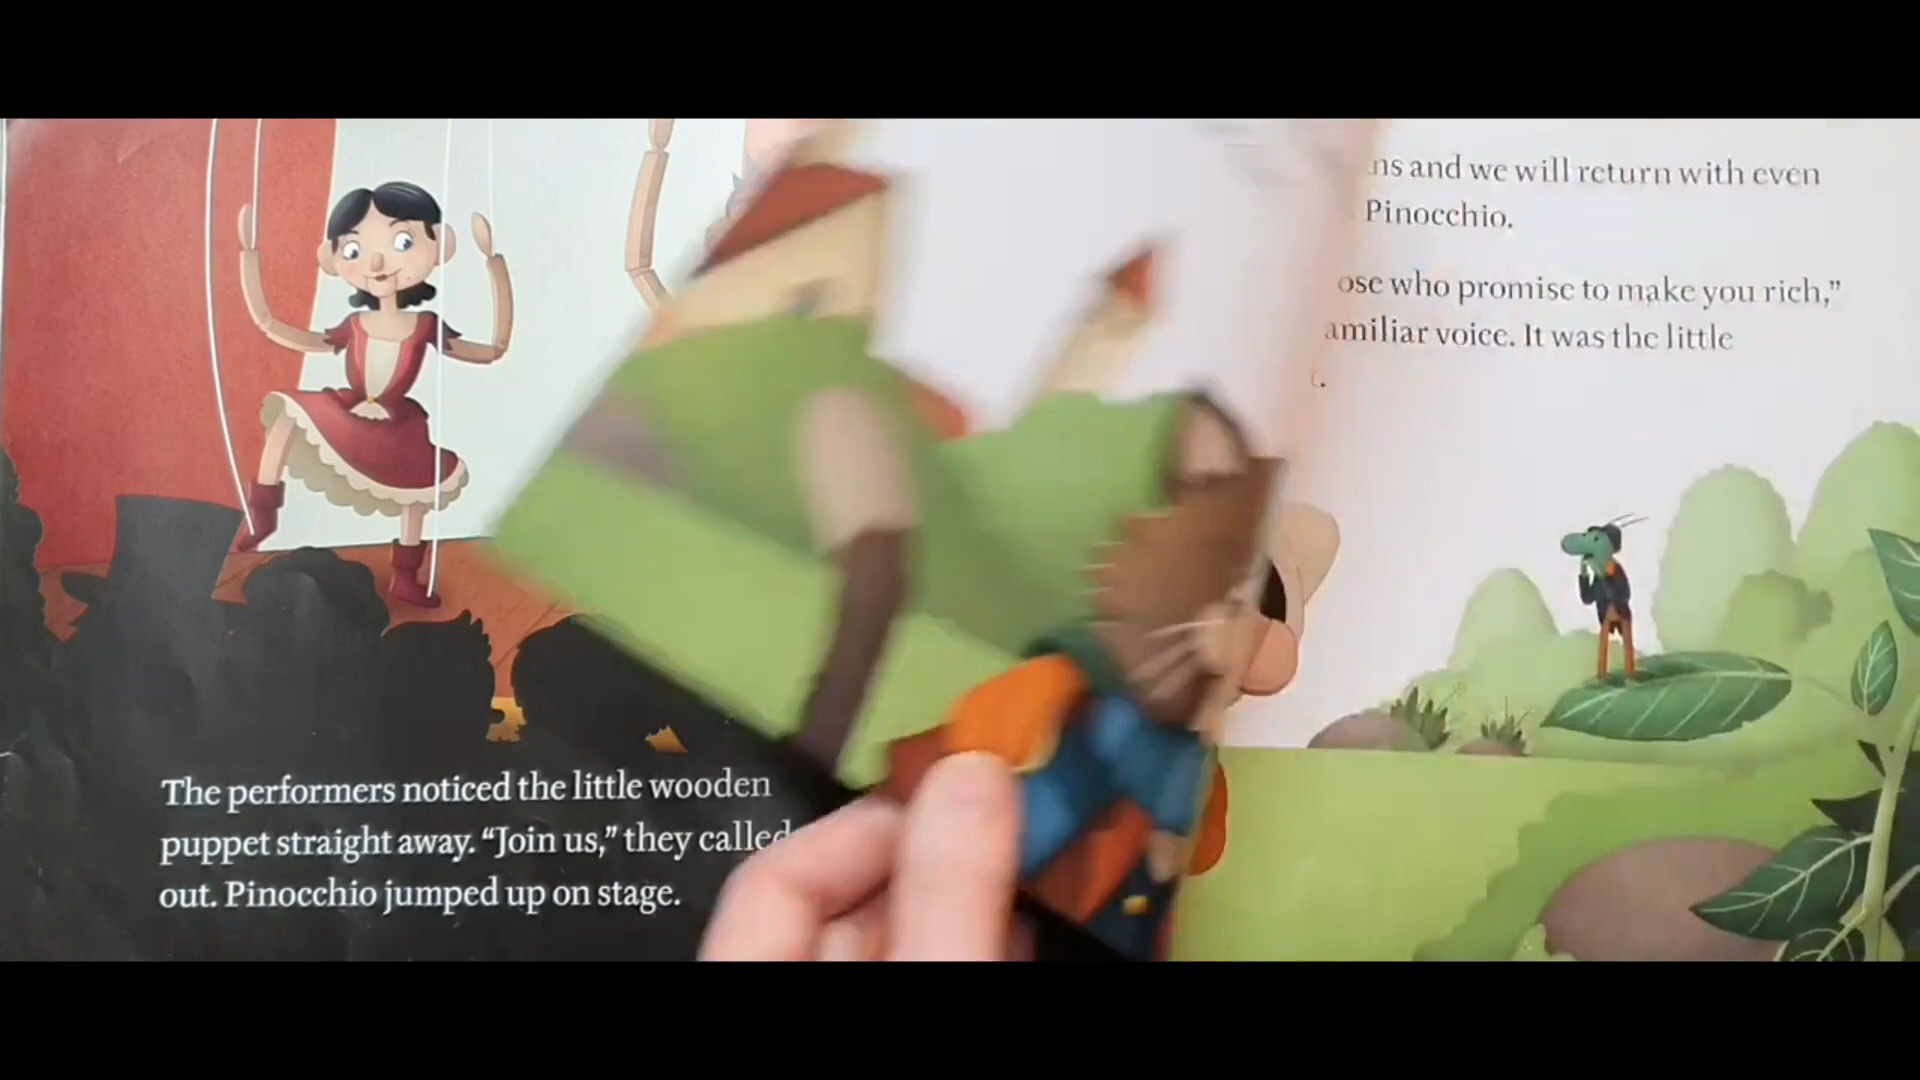 The performers noticed the little wooden
puppet straight away. “Join us,” they called
out. Pinocchio jumped up on stage.
ns and we will return with even
Pinocchio.
ose who promise to make you rich,”
amiliar voice. It was the little
t.